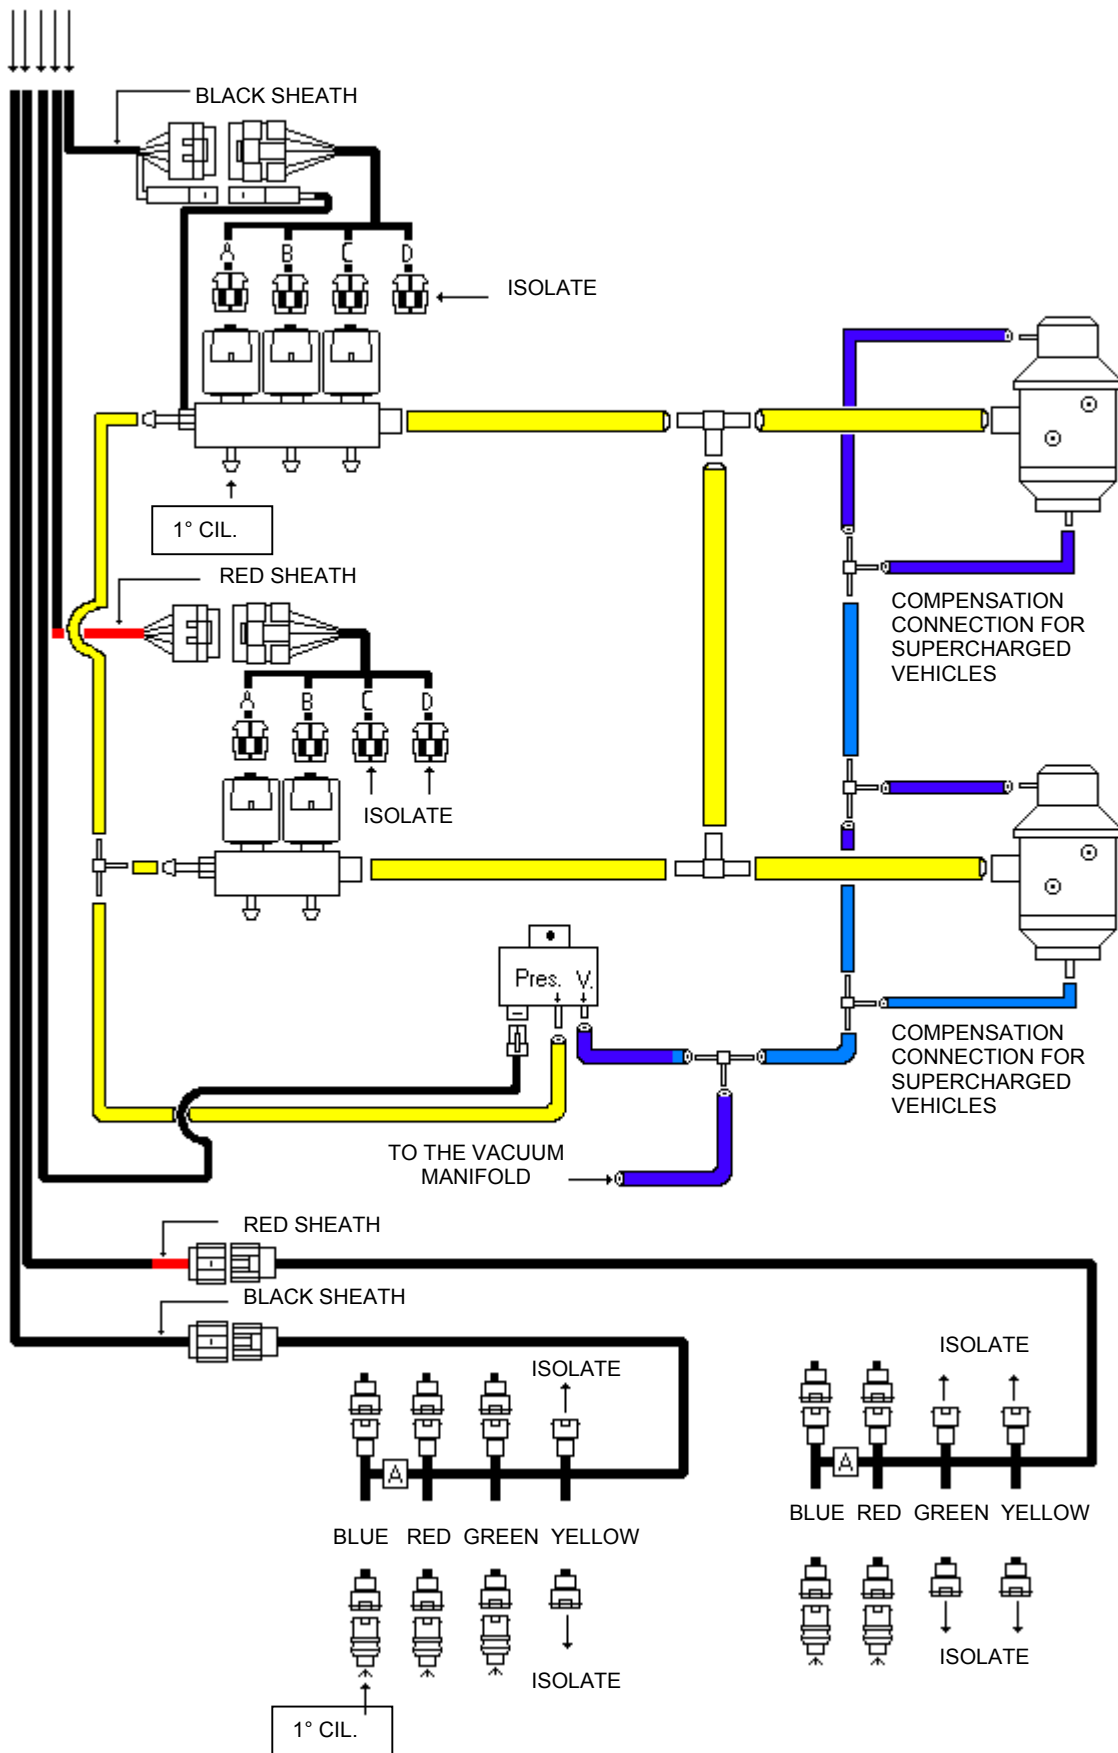 BLACK SHEATH
A B C D
ISOLATE
1° CIL.
RED SHEATH
COMPENSATION
CONNECTION FOR
SUPERCHARGED
VEHICLES
A B C D
ISOLATE
Pres. V.
COMPENSATION
CONNECTION FOR
SUPERCHARGED
VEHICLES
TO THE VACUUM
MANIFOLD
RED SHEATH
BLACK SHEATH
ISOLATE
ISOLATE
A
A
BLUE RED GREEN YELLOW
BLUE RED GREEN YELLOW
ISOLATE
ISOLATE
1° CIL.